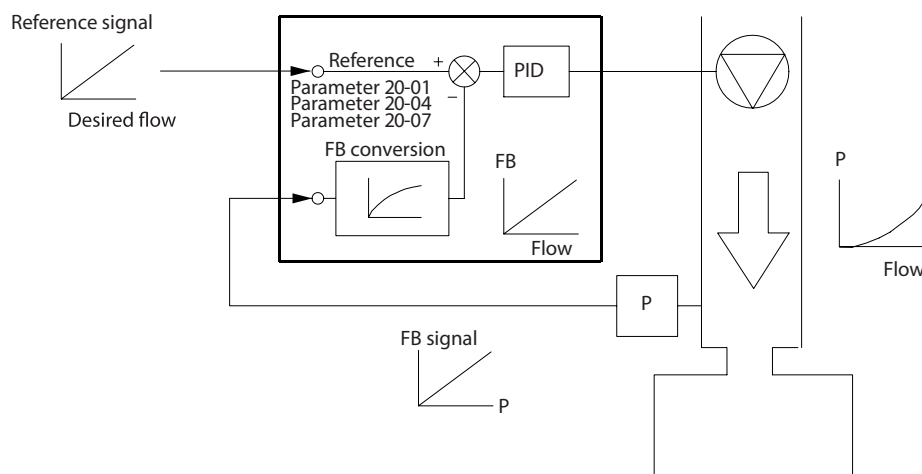 Reference signal
Desired flow
Reference
+
−
PID
Parameter 20-01
Parameter 20-04
Parameter 20-07
FB conversion
FB
Flow
P
FB signal
P
P
Flow